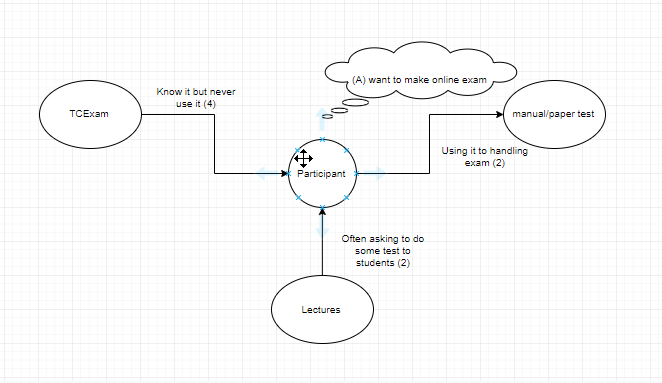 (A) want to make online exam
Know it but never
use it (4)
TCExam
manual/paper test
Using it to handling
exam (2)
Participant
Often asking to do
some test to
students (2)
Lectures